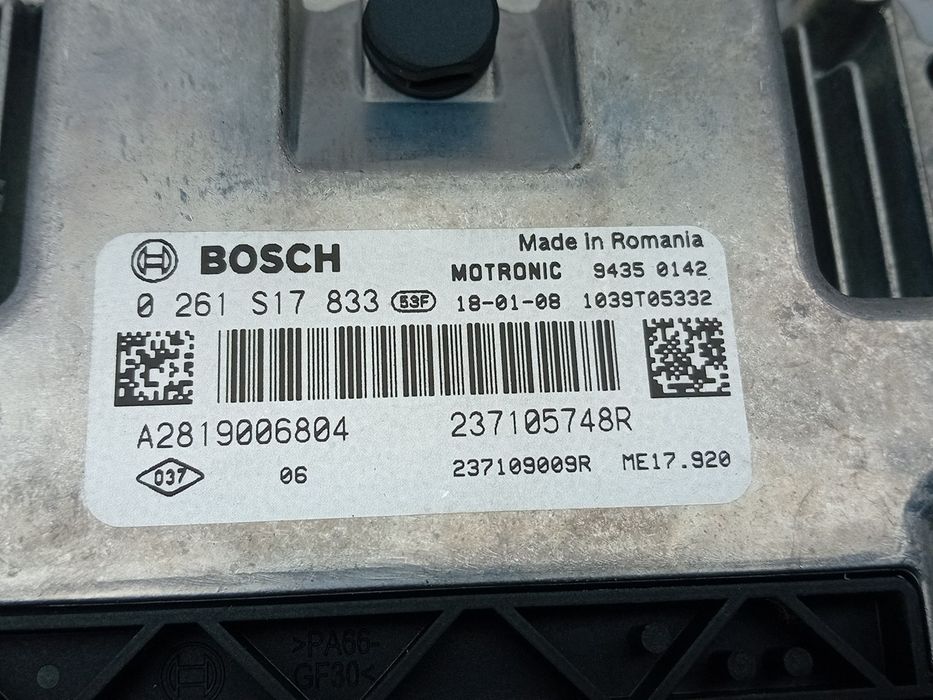 BOSCH Made in Romania
MOTRONIC 9435 0142
0 261 S17 833 53F 18-01-08 1039T05332
A2819006804 237105748R
037 06 237109009R ME17.920
>PA66-
GF30<